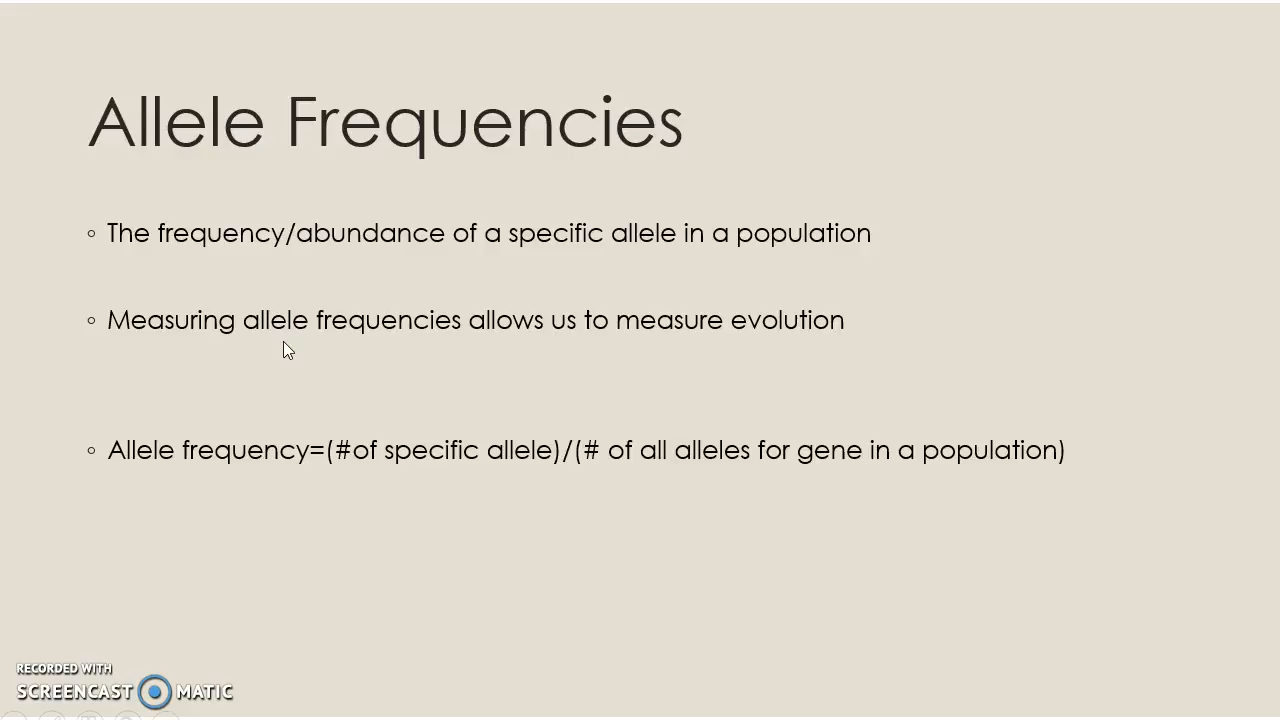 Allele Frequencies
◦ The frequency/abundance of a specific allele in a population
◦ Measuring allele frequencies allows us to measure evolution
◦ Allele frequency=(#of specific allele)/(# of all alleles for gene in a population)
RECORDED WITH
SCREENCAST MATIC